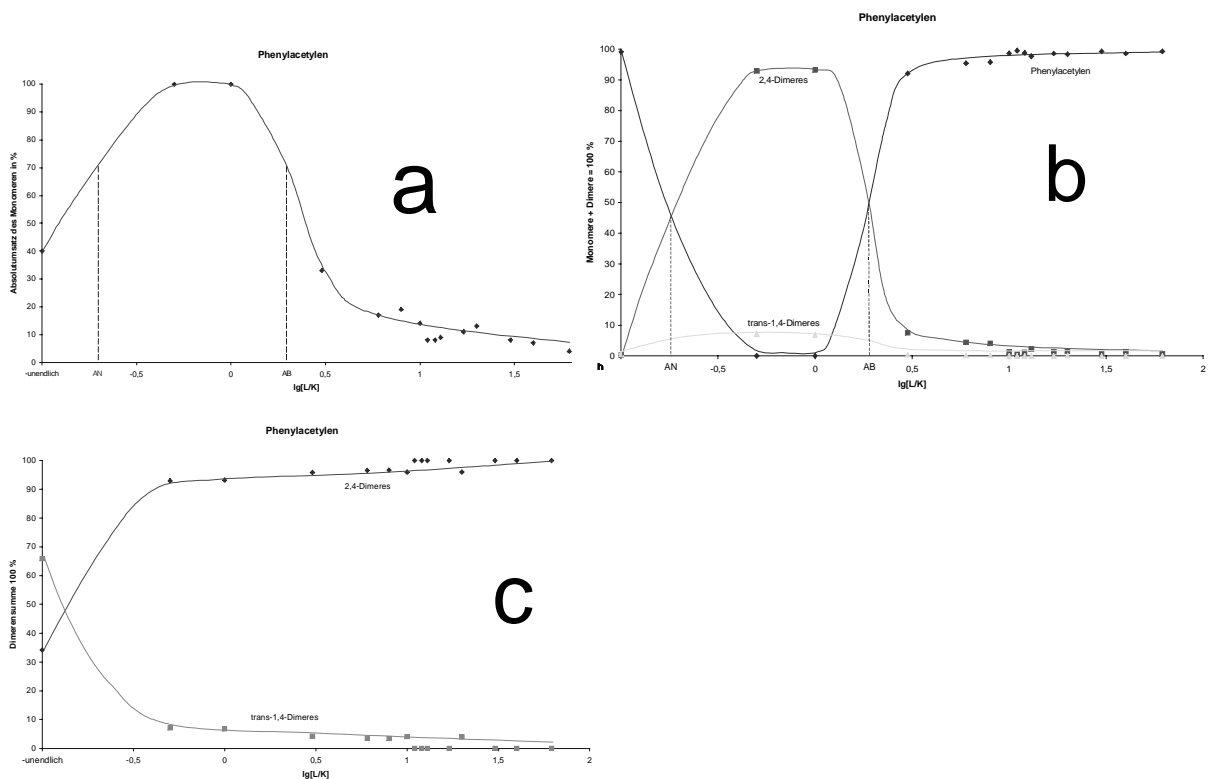 Phenylacetylen
Absolutumsatz des Monomeren in %
100
90
80
70
60
50
40
30
20
10
0
-unendlich
AN
-0,5
0
AB
0,5
1
1,5
lg[L/K]
a
Phenylacetylen
Monomere + Dimere = 100 %
100
90
80
70
60
50
40
30
20
10
0
2,4-Dimeres
Phenylacetylen
trans-1,4-Dimeres
AN
-0,5
0
AB
0,5
1
1,5
2
lg[L/K]
b
Phenylacetylen
Dimerensumme 100 %
100
90
80
70
60
50
40
30
20
10
0
2,4-Dimeres
trans-1,4-Dimeres
-unendlich
-0,5
0
0,5
1
1,5
2
lg[L/K]
c